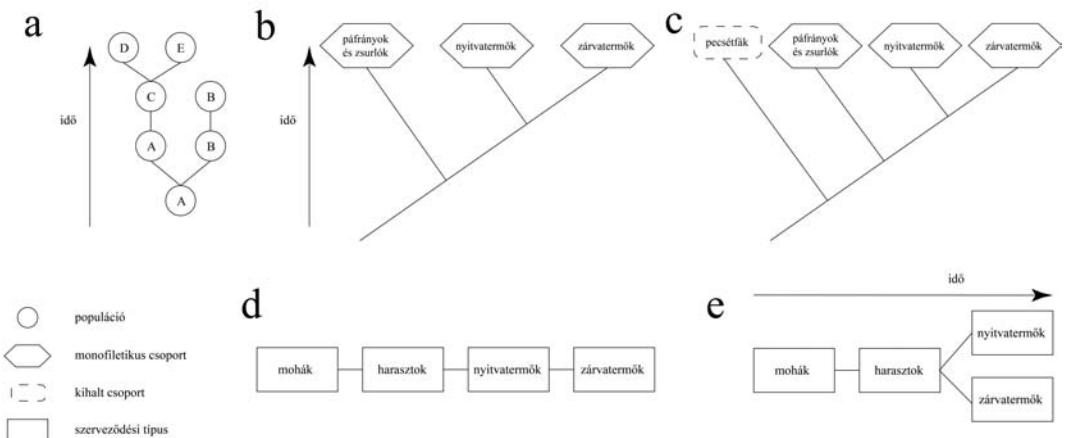 a
D
E
C
B
A
B
A
idő
b
páfrányok
és zsurlók
nyitvatermők
zárvatermők
idő
c
pecsétfák
páfrányok
és zsurlók
nyitvatermők
zárvatermők
populáció
monofiletikus csoport
kihalt csoport
szerveződési típus
d
mohák
harasztok
nyitvatermők
zárvatermők
e
idő
mohák
harasztok
nyitvatermők
zárvatermők